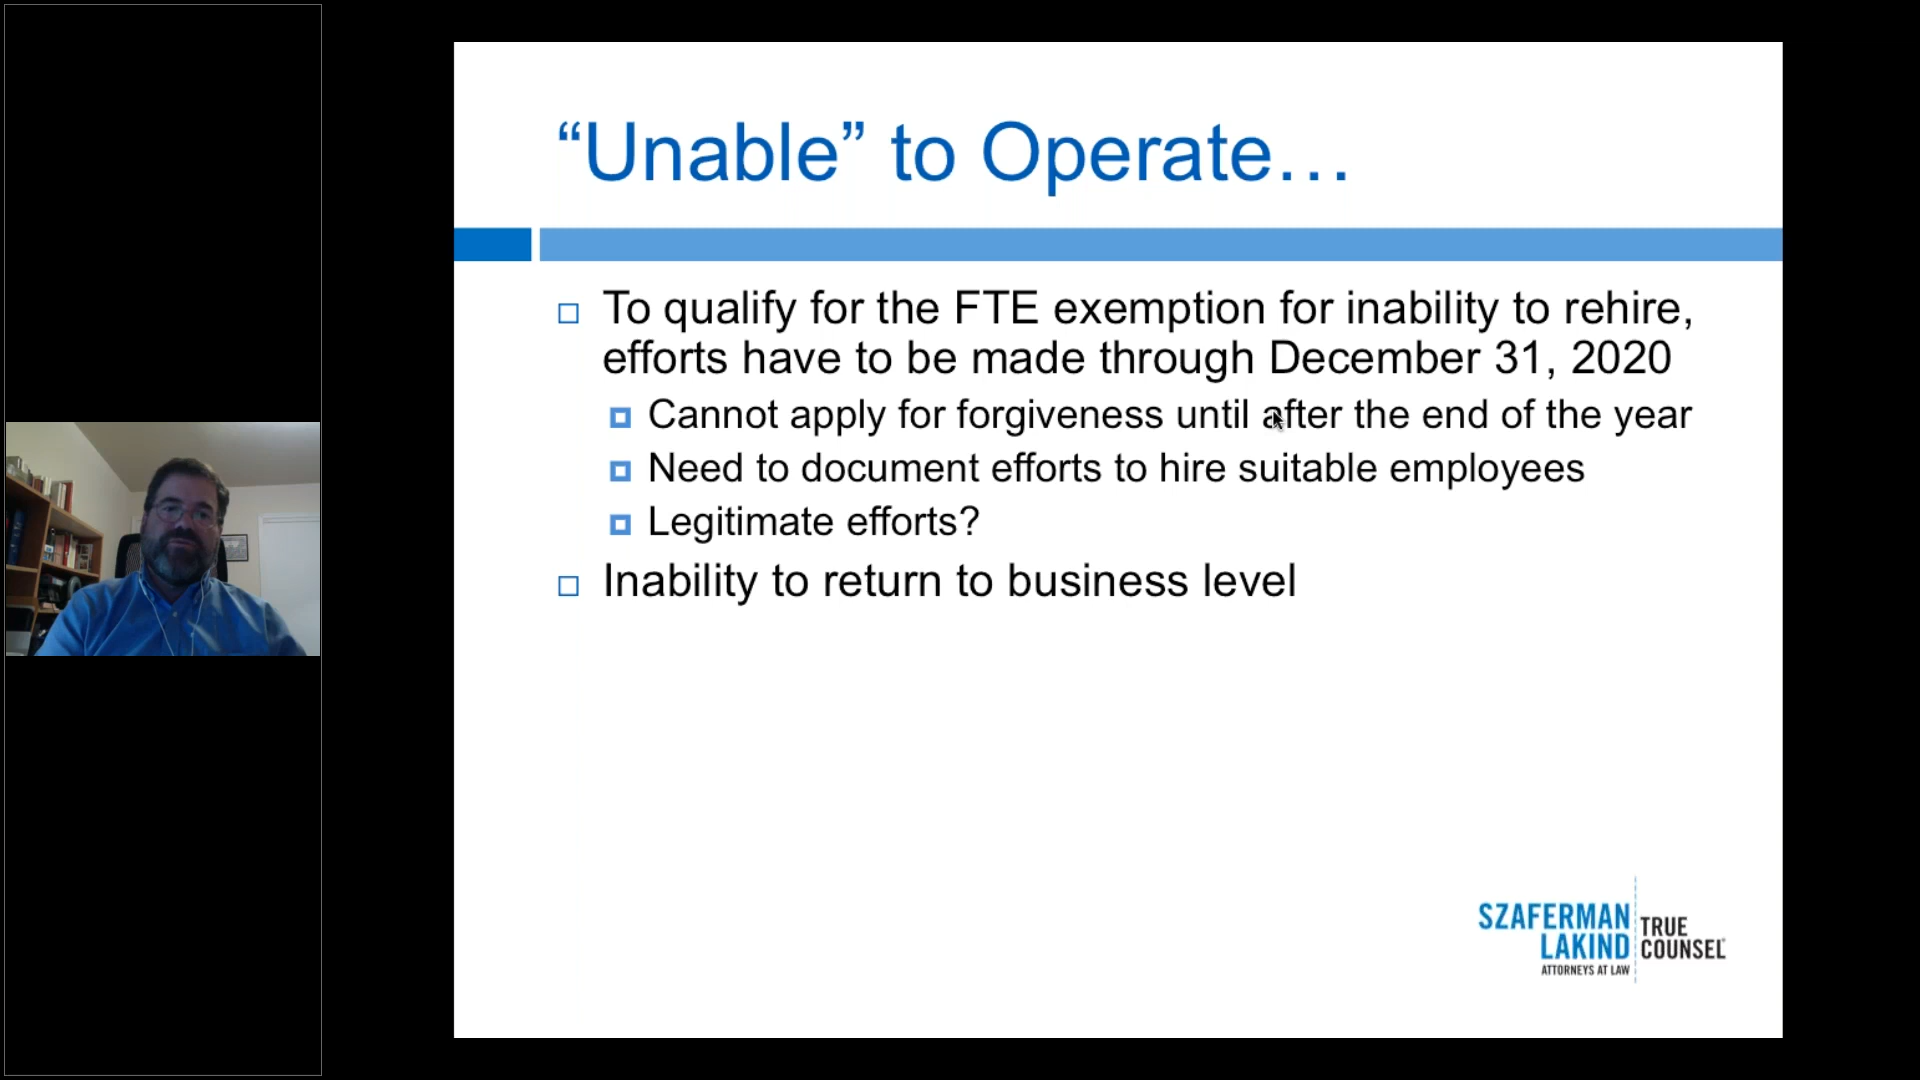 “Unable” to Operate…
To qualify for the FTE exemption for inability to rehire,
efforts have to be made through December 31, 2020
Cannot apply for forgiveness until after the end of the year
Need to document efforts to hire suitable employees
Legitimate efforts?
Inability to return to business level
SZAFERMAN
LAKIND
ATTORNEYS AT LAW
TRUE
COUNSEL